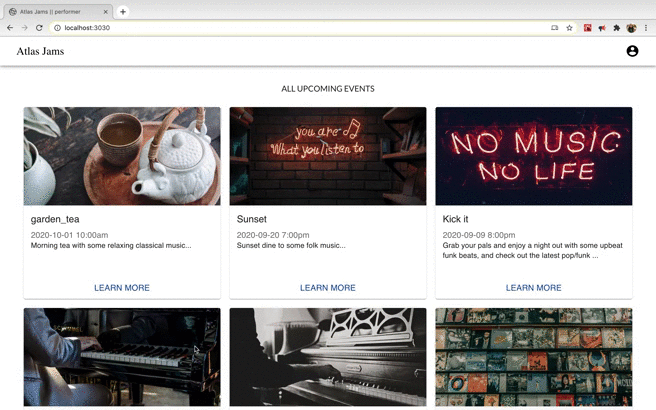 Atlas Jams || performer
localhost:3030
Atlas Jams
ALL UPCOMING EVENTS
you are
What you listen to
NO MUSIC
NO LIFE
garden_tea
2020-10-01 10:00am
Morning tea with some relaxing classical music...
LEARN MORE
Sunset
2020-09-20 7:00pm
Sunset dine to some folk music...
LEARN MORE
Kick it
2020-09-09 8:00pm
Grab your pals and enjoy a night out with some upbeat
funk beats, and check out the latest pop/funk ...
LEARN MORE